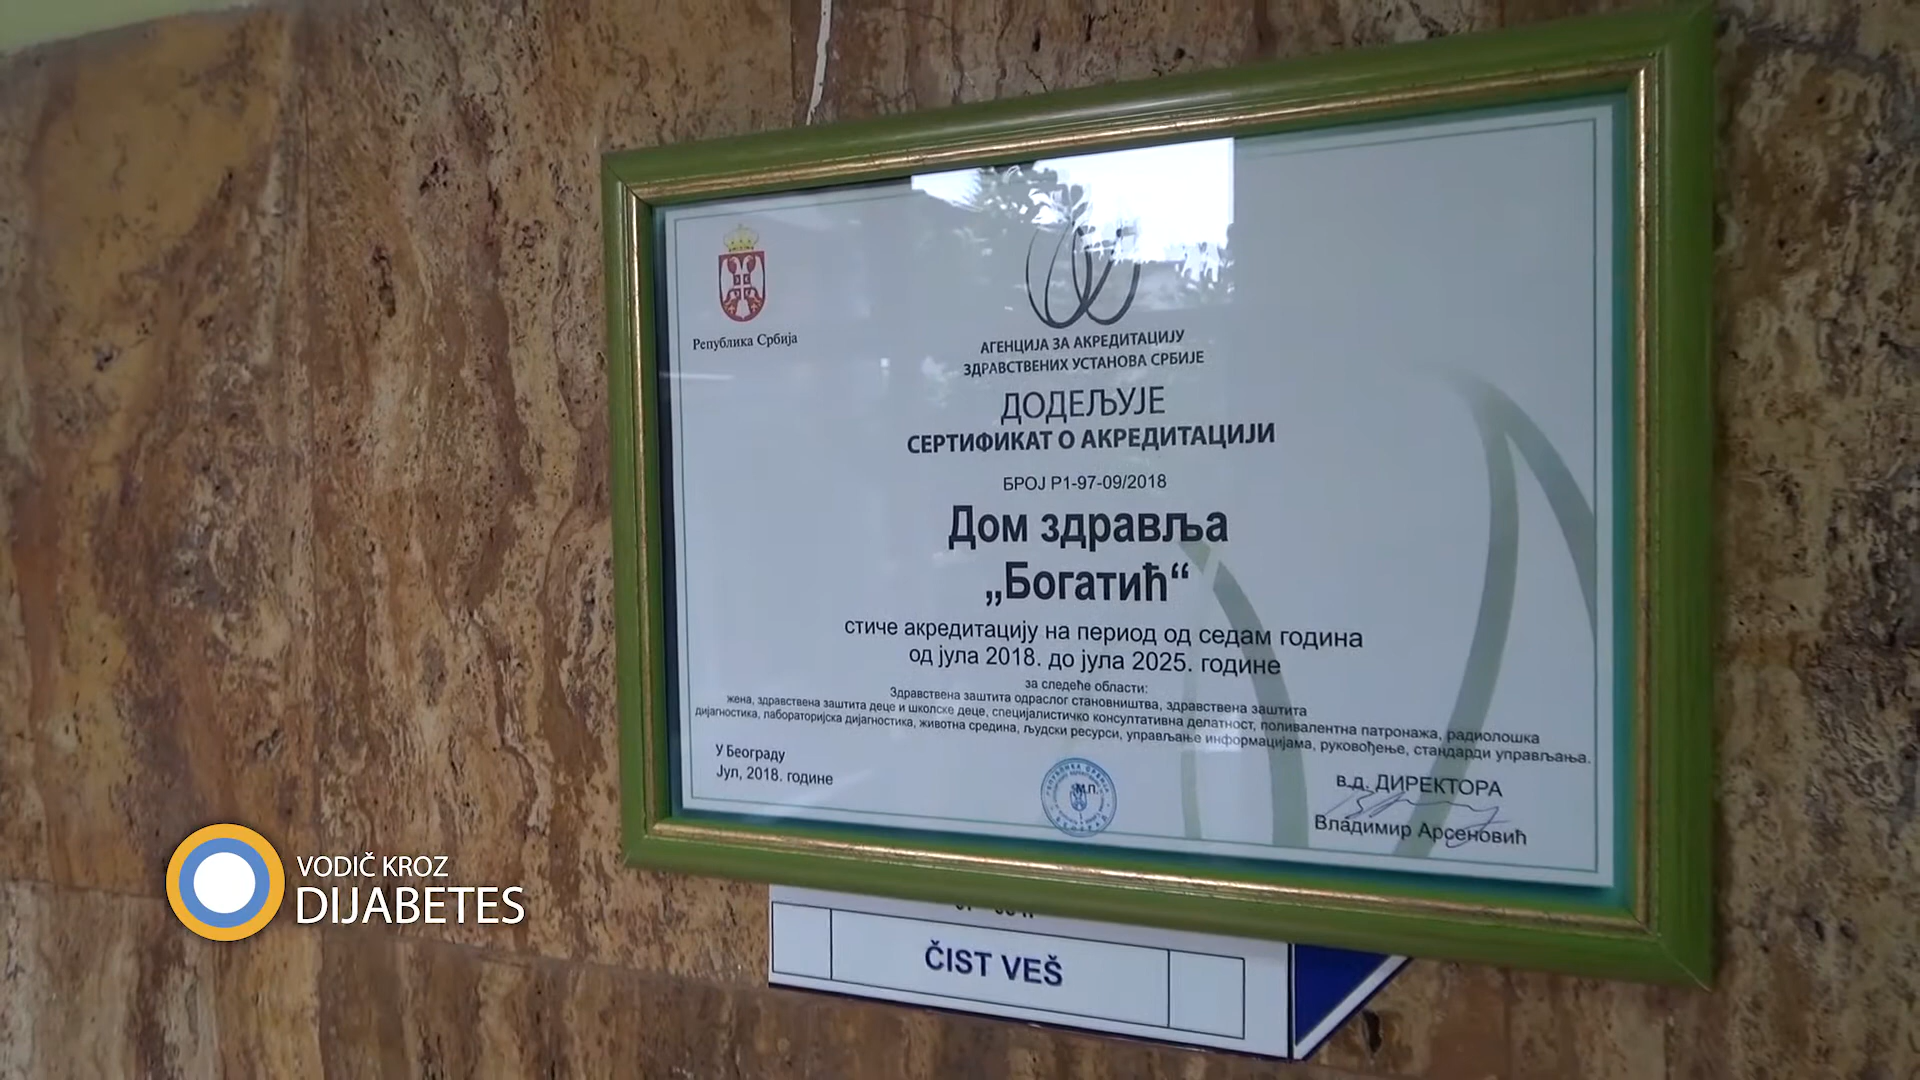 Република Србија
АГЕНЦИЈА ЗА АКРЕДИТАЦИЈУ
ЗДРАВСТВЕНИХ УСТАНОВА СРБИЈЕ
ДОДЕЉУЈЕ
СЕРТИФИКАТ О АКРЕДИТАЦИЈИ
БРОЈ Р1-97-09/2018
Дом здравља
„Богатић“
стиче акредитацију на период од седам година
од јула 2018. до јула 2025. године
за следеће области:
Здравствена заштита одраслог становништва, здравствена заштита
жена, здравствена заштита деце и школске деце, специјалистичко консултативна делатност, поливалентна патронажа, радиолошка
дијагностика, лабораторијска дијагностика, животна средина, људски ресурси, управљање информацијама, руковођење, стандарди управљања.
У Београду
Јул, 2018. године
М.П.
в.д. ДИРЕКТОРА
Владимир Арсеновић
VODIČ KROZ
DIJABETES
ČIST VEŠ